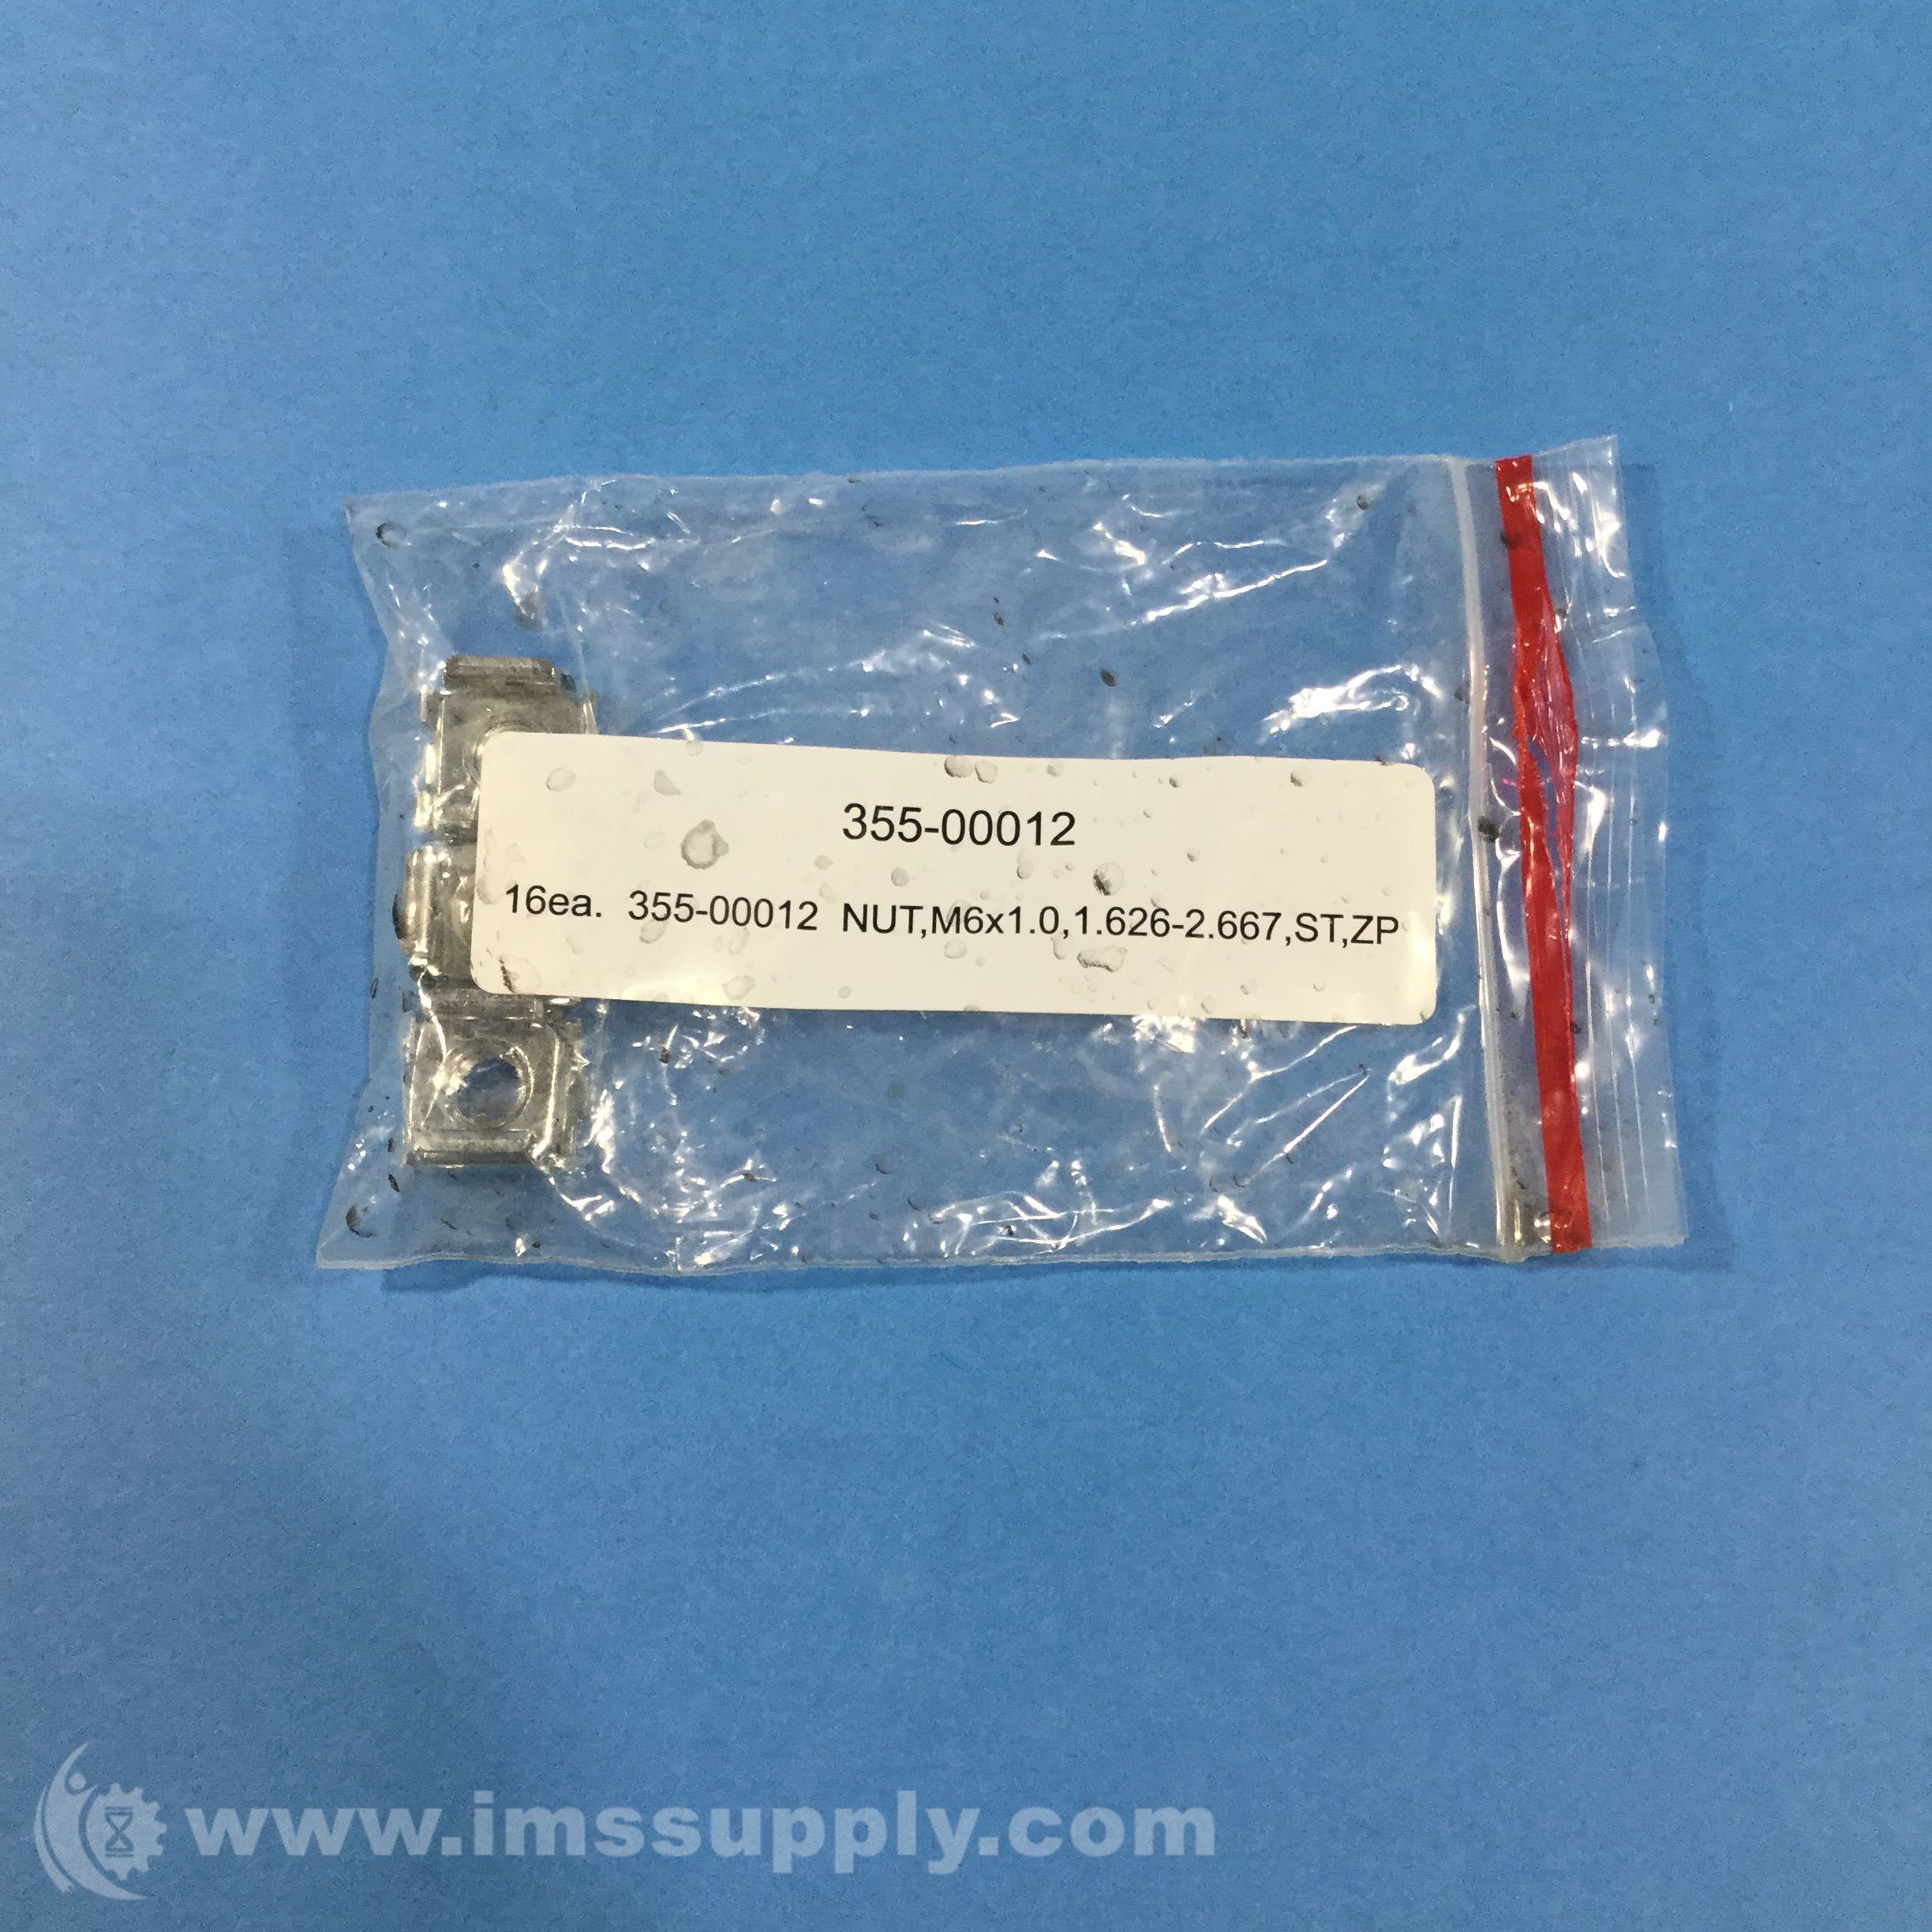 355-00012
16ea. 355-00012 NUT,M6x1.0,1.626-2.667,ST,ZP
www.imssupply.com